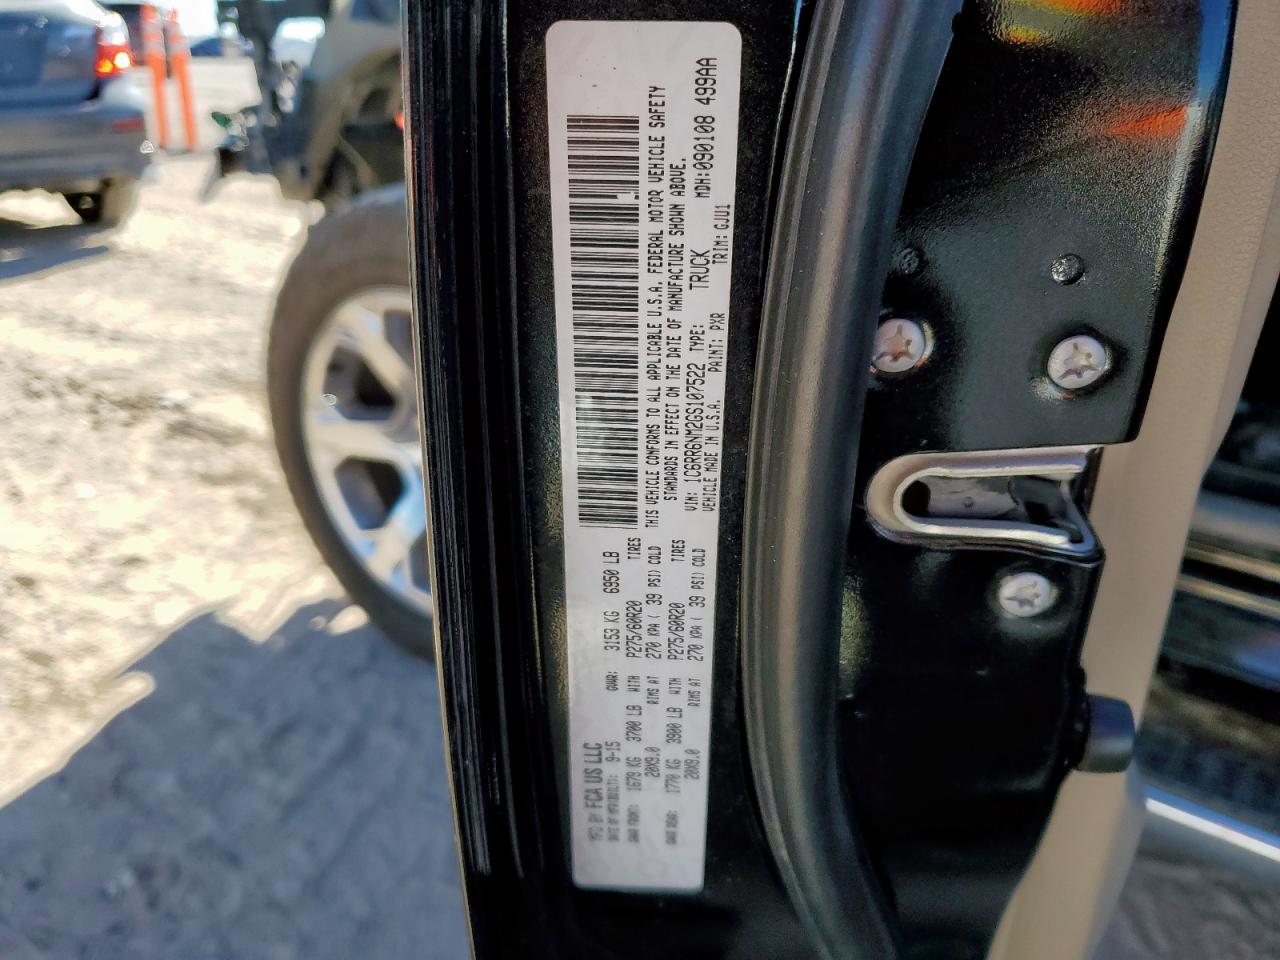 MFD BY FCA US LLC
DATE OF MFR(BUILT): 9-15 GVWR: 3153 KG 6950 LB
GAWR FRONT: 1679 KG 3700 LB WITH P275/60R20 TIRES
20X9.0 RIMS AT 270 KPA ( 39 PSI) COLD
GAWR REAR: 1770 KG 3900 LB WITH P275/60R20 TIRES
20X9.0 RIMS AT 270 KPA ( 39 PSI) COLD
THIS VEHICLE CONFORMS TO ALL APPLICABLE U.S.A. FEDERAL MOTOR VEHICLE SAFETY
STANDARDS IN EFFECT ON THE DATE OF MANUFACTURE SHOWN ABOVE.
VIN: 1C6RR6NM2GS107522 TYPE: TRUCK MDH:090108 499AA
VEHICLE MADE IN U.S.A. PAINT: PXR TRIM: GJU1